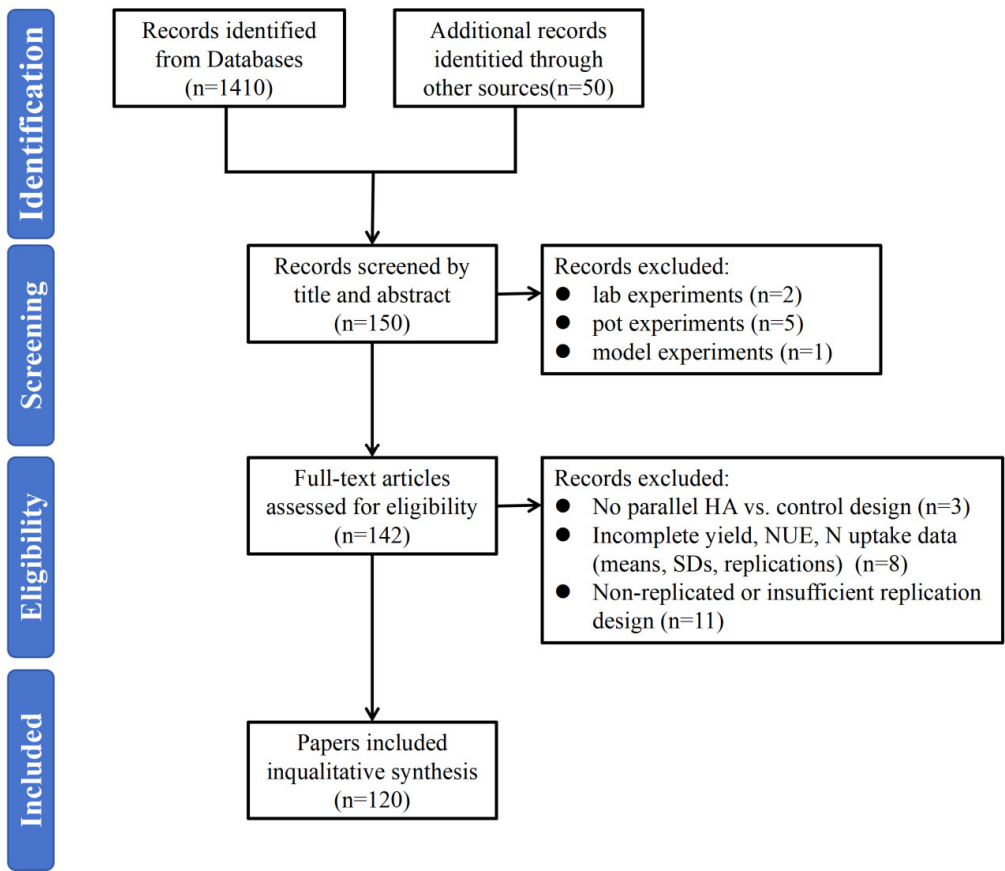 Identification
Records identified
from Databases
(n=1410)
Additional records
identitied through
other sources(n=50)
Screening
Records screened by
title and abstract
(n=150)
Records excluded:
● lab experiments (n=2)
● pot experiments (n=5)
● model experiments (n=1)
Eligibility
Full-text articles
assessed for eligibility
(n=142)
Records excluded:
● No parallel HA vs. control design (n=3)
● Incomplete yield, NUE, N uptake data
(means, SDs, replications) (n=8)
● Non-replicated or insufficient replication
design (n=11)
Included
Papers included
inqualitative synthesis
(n=120)